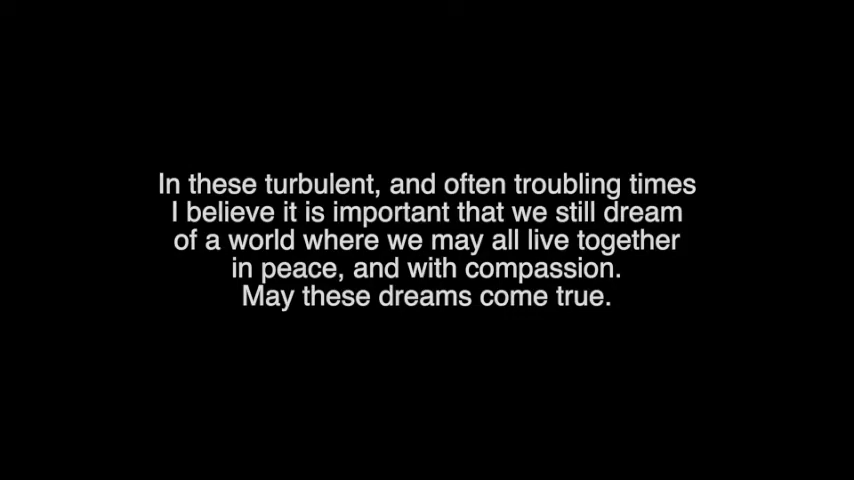 In these turbulent, and often troubling times
I believe it is important that we still dream
of a world where we may all live together
in peace, and with compassion.
May these dreams come true.